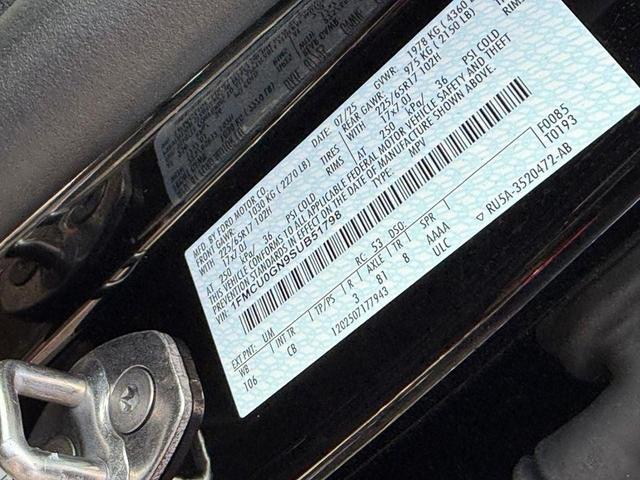 MFD. BY FORD MOTOR CO. DATE: 07/25 GVWR: 1978 KG ( 4360
FRONT GAWR: 1030 KG ( 2270 LB) REAR GAWR: 975 KG ( 2150 LB)
WITH 225/65R17 102H TIRES WITH 225/65R17 102H TIRES
17x7.0J RIMS 17x7.0J RIMS
AT 250 kPa/ 36 PSI COLD AT 250 kPa/ 36 PSI COLD
THIS VEHICLE CONFORMS TO ALL APPLICABLE FEDERAL MOTOR VEHICLE SAFETY AND THEFT
PREVENTION STANDARDS IN EFFECT ON THE DATE OF MANUFACTURE SHOWN ABOVE.
VIN: 1FMCU0GN9SUB51798 TYPE: MPV
F0085
T0193
EXT PNT: UM RC: 53 DSO:
WB INT TR TP/PS R AXLE TR SPR
106 CB 3 B1 8 AAAA
120250717943 ULC
▽ RU5A-3520472-AB